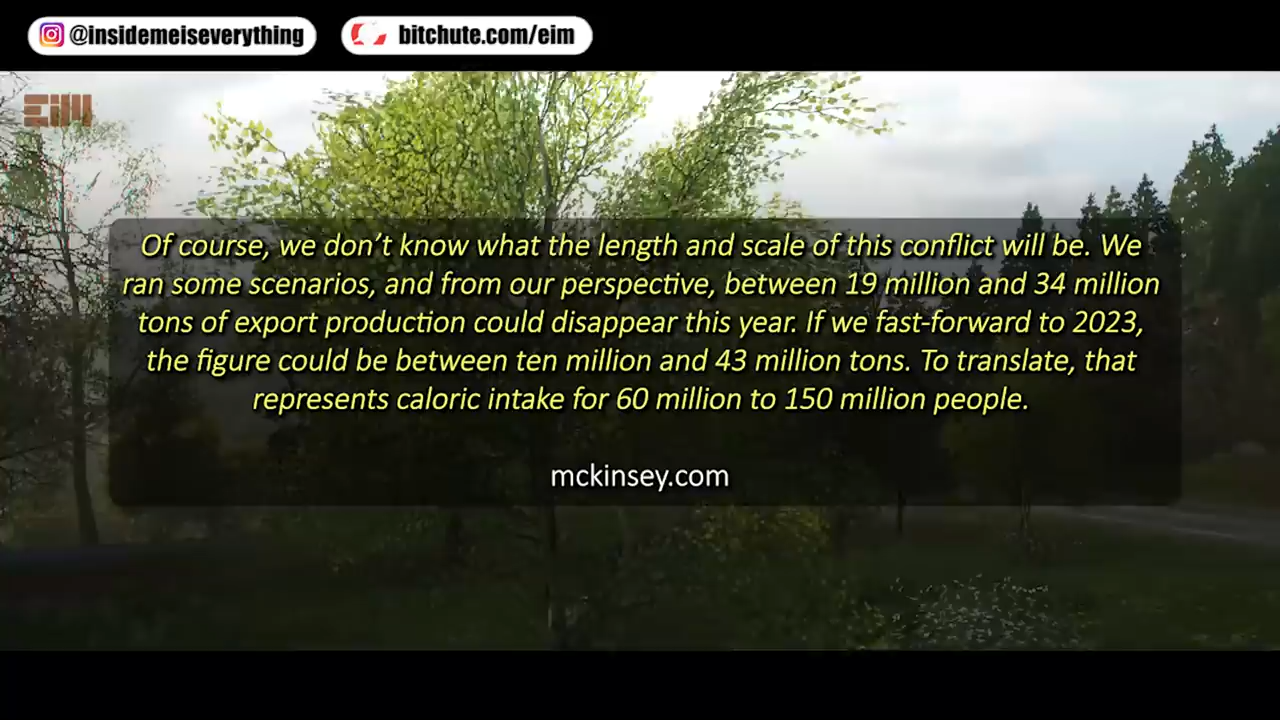 @insidemeiseverything
bitchute.com/eim
EIM
Of course, we don’t know what the length and scale of this conflict will be. We
ran some scenarios, and from our perspective, between 19 million and 34 million
tons of export production could disappear this year. If we fast-forward to 2023,
the figure could be between ten million and 43 million tons. To translate, that
represents caloric intake for 60 million to 150 million people.
mckinsey.com